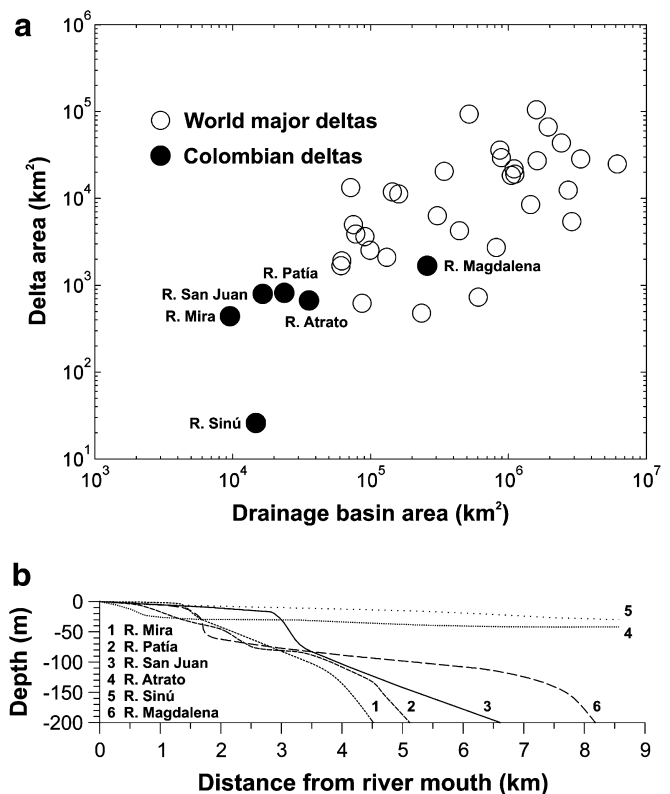 a
10⁶
10⁵
10⁴
10³
10²
10¹
Delta area (km²)
World major deltas
Colombian deltas
R. Patía
R. Magdalena
R. San Juan
R. Mira
R. Atrato
R. Sinú
10³
10⁴
10⁵
10⁶
10⁷
Drainage basin area (km²)
b
0
-50
-100
-150
-200
Depth (m)
1 R. Mira
2 R. Patía
3 R. San Juan
4 R. Atrato
5 R. Sinú
6 R. Magdalena
5
4
1
2
3
6
0 1 2 3 4 5 6 7 8 9
Distance from river mouth (km)